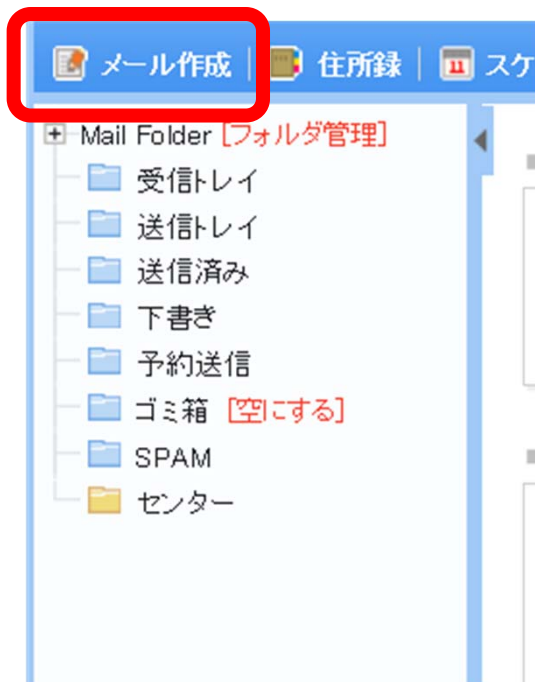 メール作成 住所録 11 スケ
Mail Folder [フォルダ管理]
受信トレイ
送信トレイ
送信済み
下書き
予約送信
ゴミ箱 [空にする]
SPAM
センター